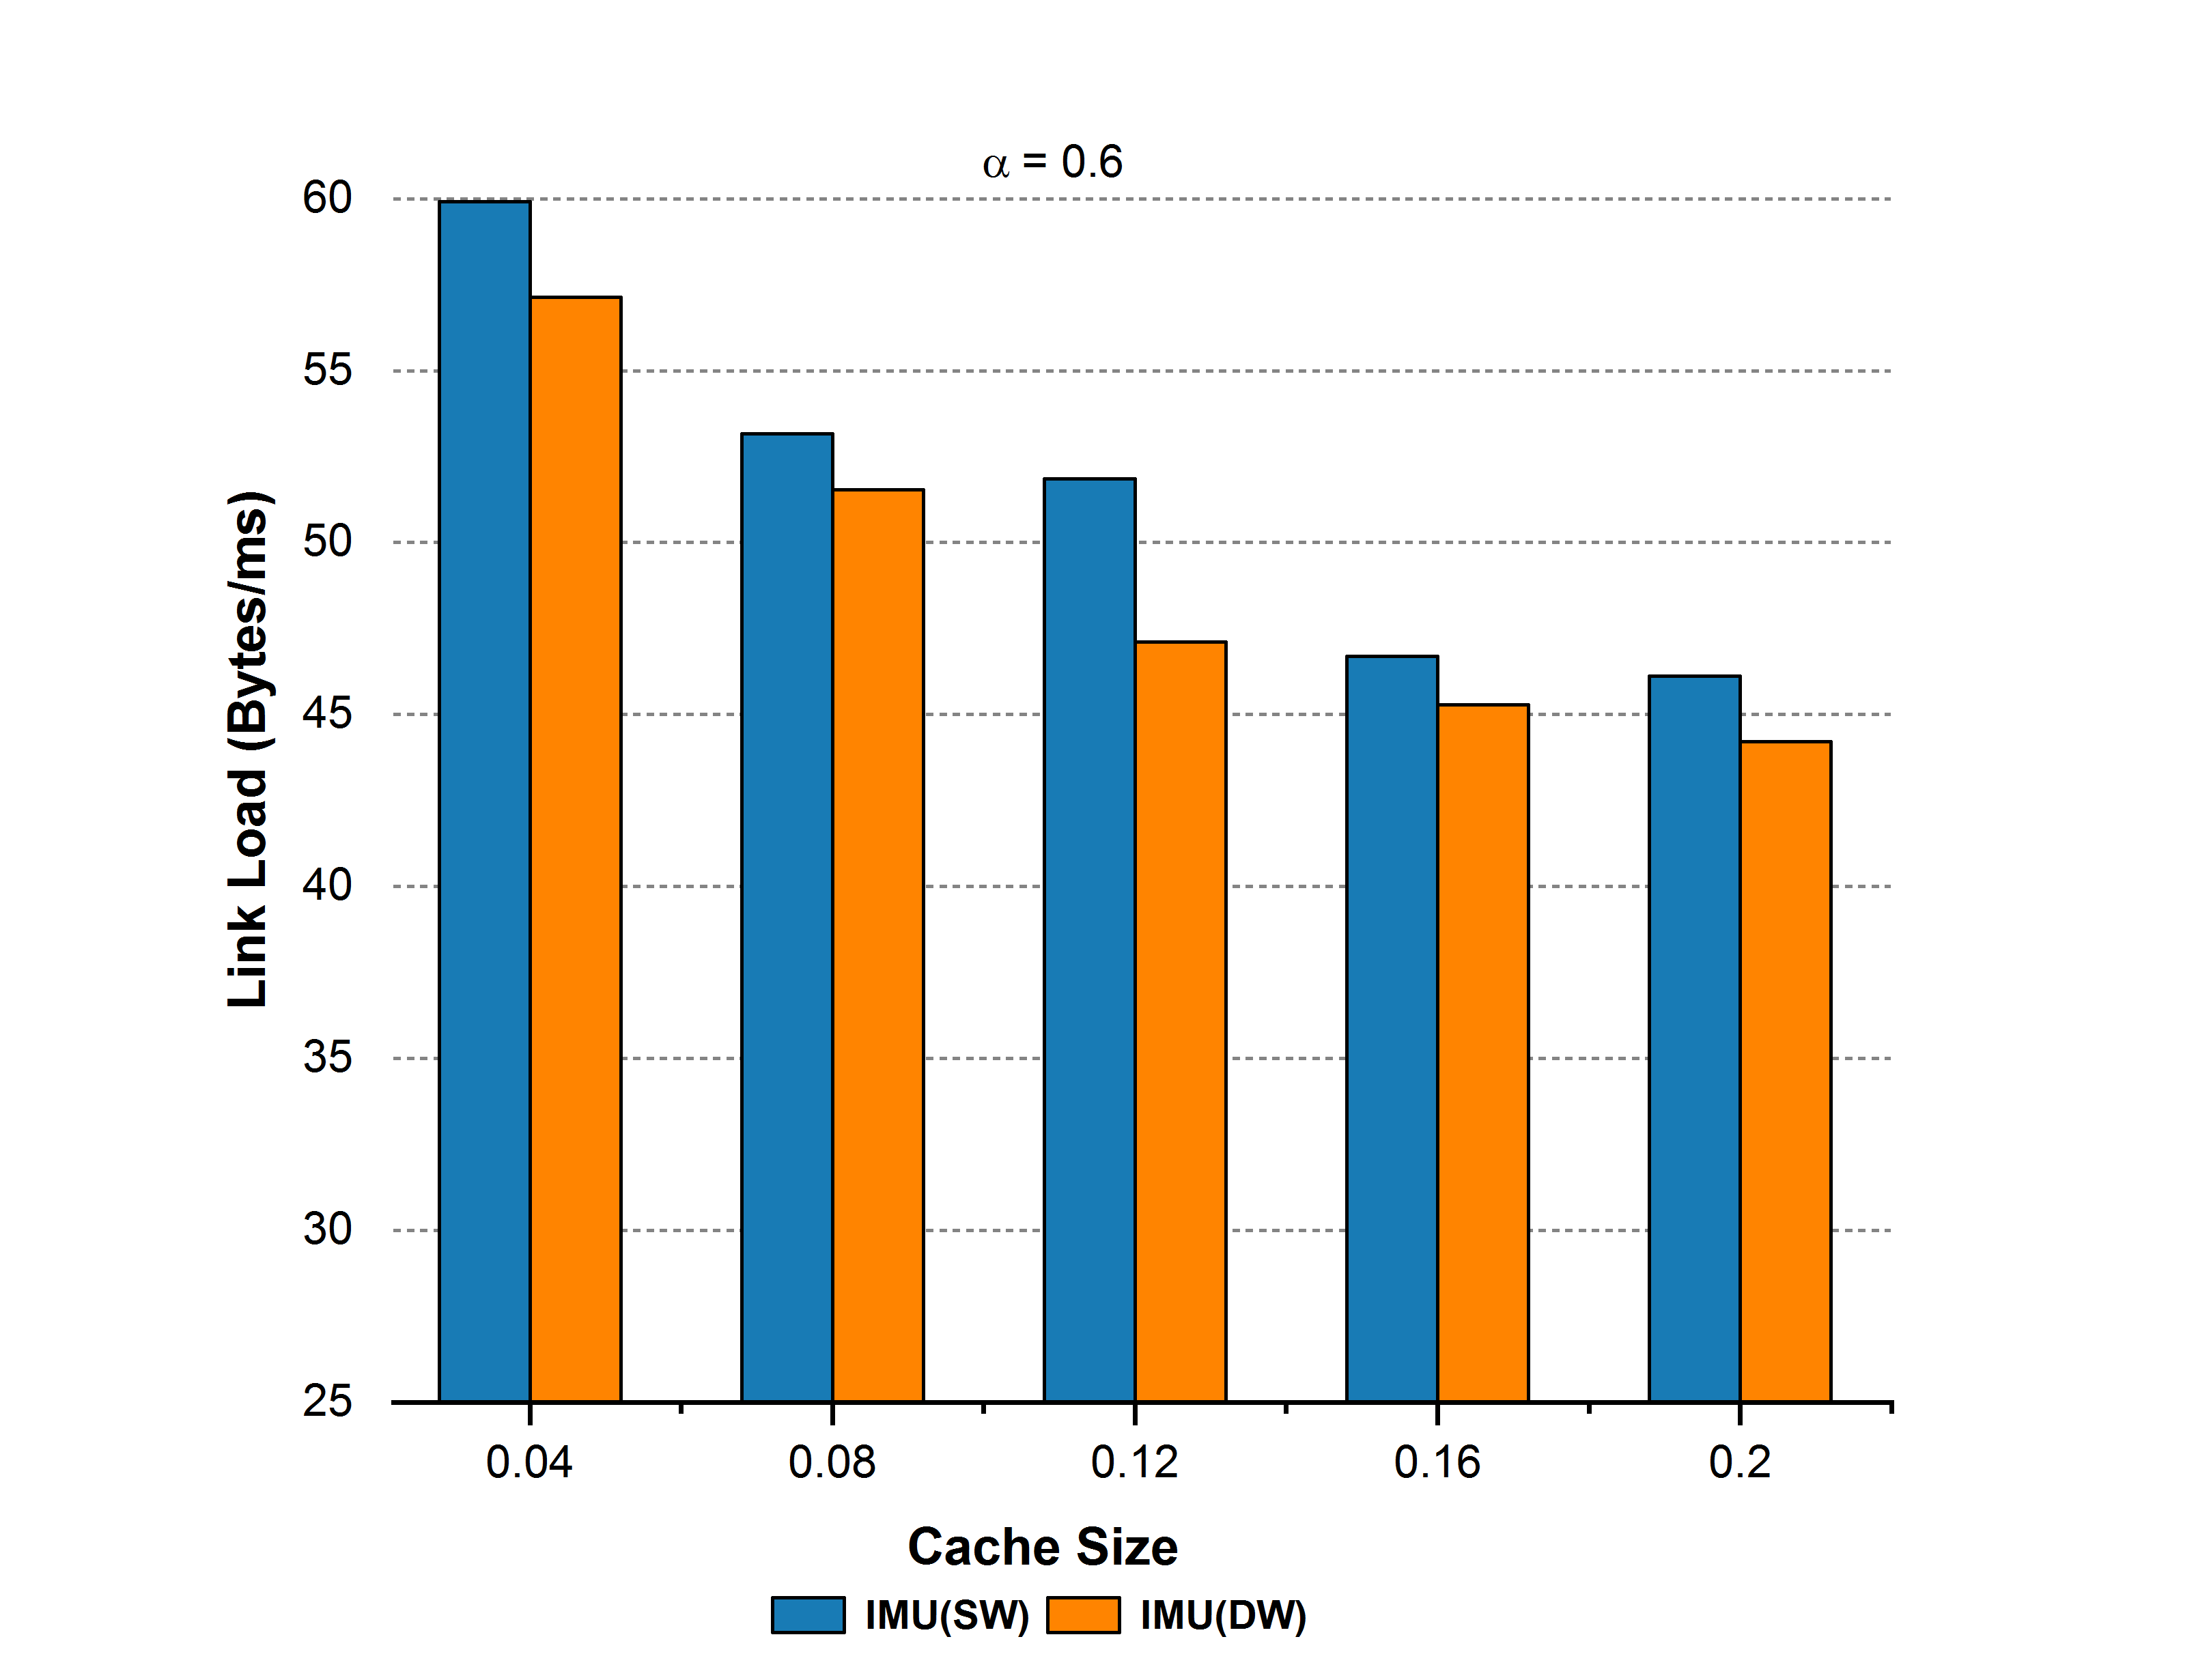 α = 0.6
60
55
50
45
40
35
30
25
Link Load (Bytes/ms)
0.04 0.08 0.12 0.16 0.2
Cache Size
IMU(SW) IMU(DW)